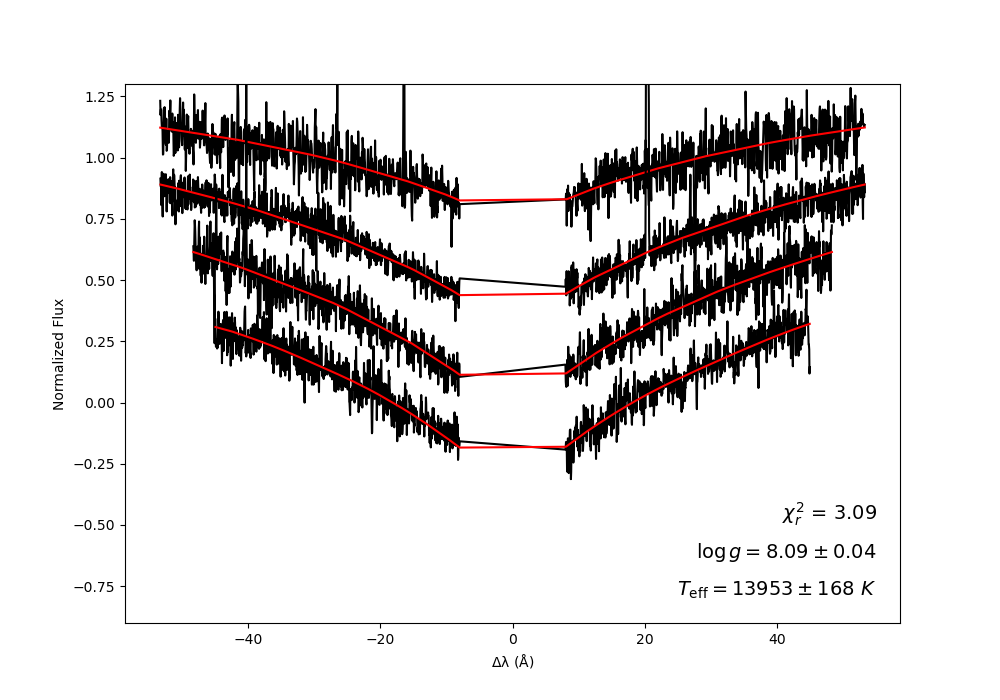 1.25
1.00
0.75
0.50
0.25
0.00
−0.25
−0.50
−0.75
Normalized Flux
χ²ᵣ = 3.09
log g = 8.09 ± 0.04
T_eff = 13953 ± 168 K
−40 −20 0 20 40
Δλ (Å)